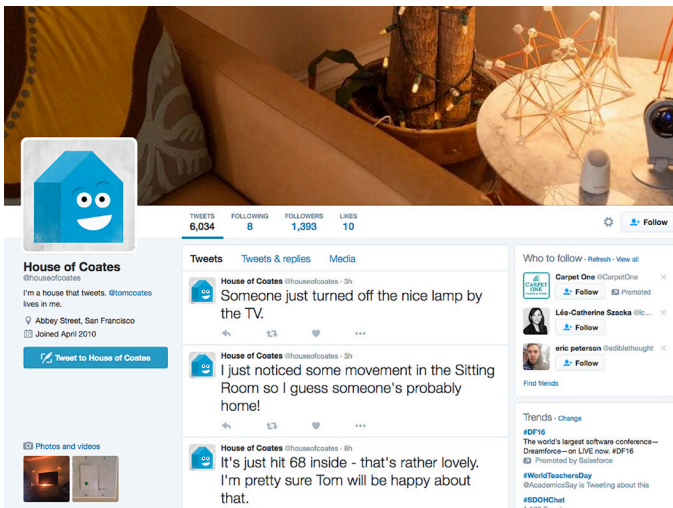 TWEETS
6,034
FOLLOWING
8
FOLLOWERS
1,393
LIKES
10
Follow
House of Coates
@houseofcoates
I'm a house that tweets. @tomcoates
lives in me.
Abbey Street, San Francisco
Joined April 2010
Tweet to House of Coates
Photos and videos
Tweets Tweets & replies Media
House of Coates @houseofcoates · 3h
Someone just turned off the nice lamp by
the TV.
House of Coates @houseofcoates · 3h
I just noticed some movement in the Sitting
Room so I guess someone's probably
home!
House of Coates @houseofcoates · 8h
It's just hit 68 inside - that's rather lovely.
I'm pretty sure Tom will be happy about
that.
Who to follow · Refresh · View all
CARPET
ONE
Carpet One @CarpetOne
Follow Promoted
Léa-Catherine Szacka @lc...
Follow
eric peterson @ediblethought
Follow
Find friends
Trends · Change
#DF16
The world's largest software conference—
Dreamforce—on LIVE now. #DF16
Promoted by Salesforce
#WorldTeachersDay
@AcademicsSay is Tweeting about this
#SDOHChat